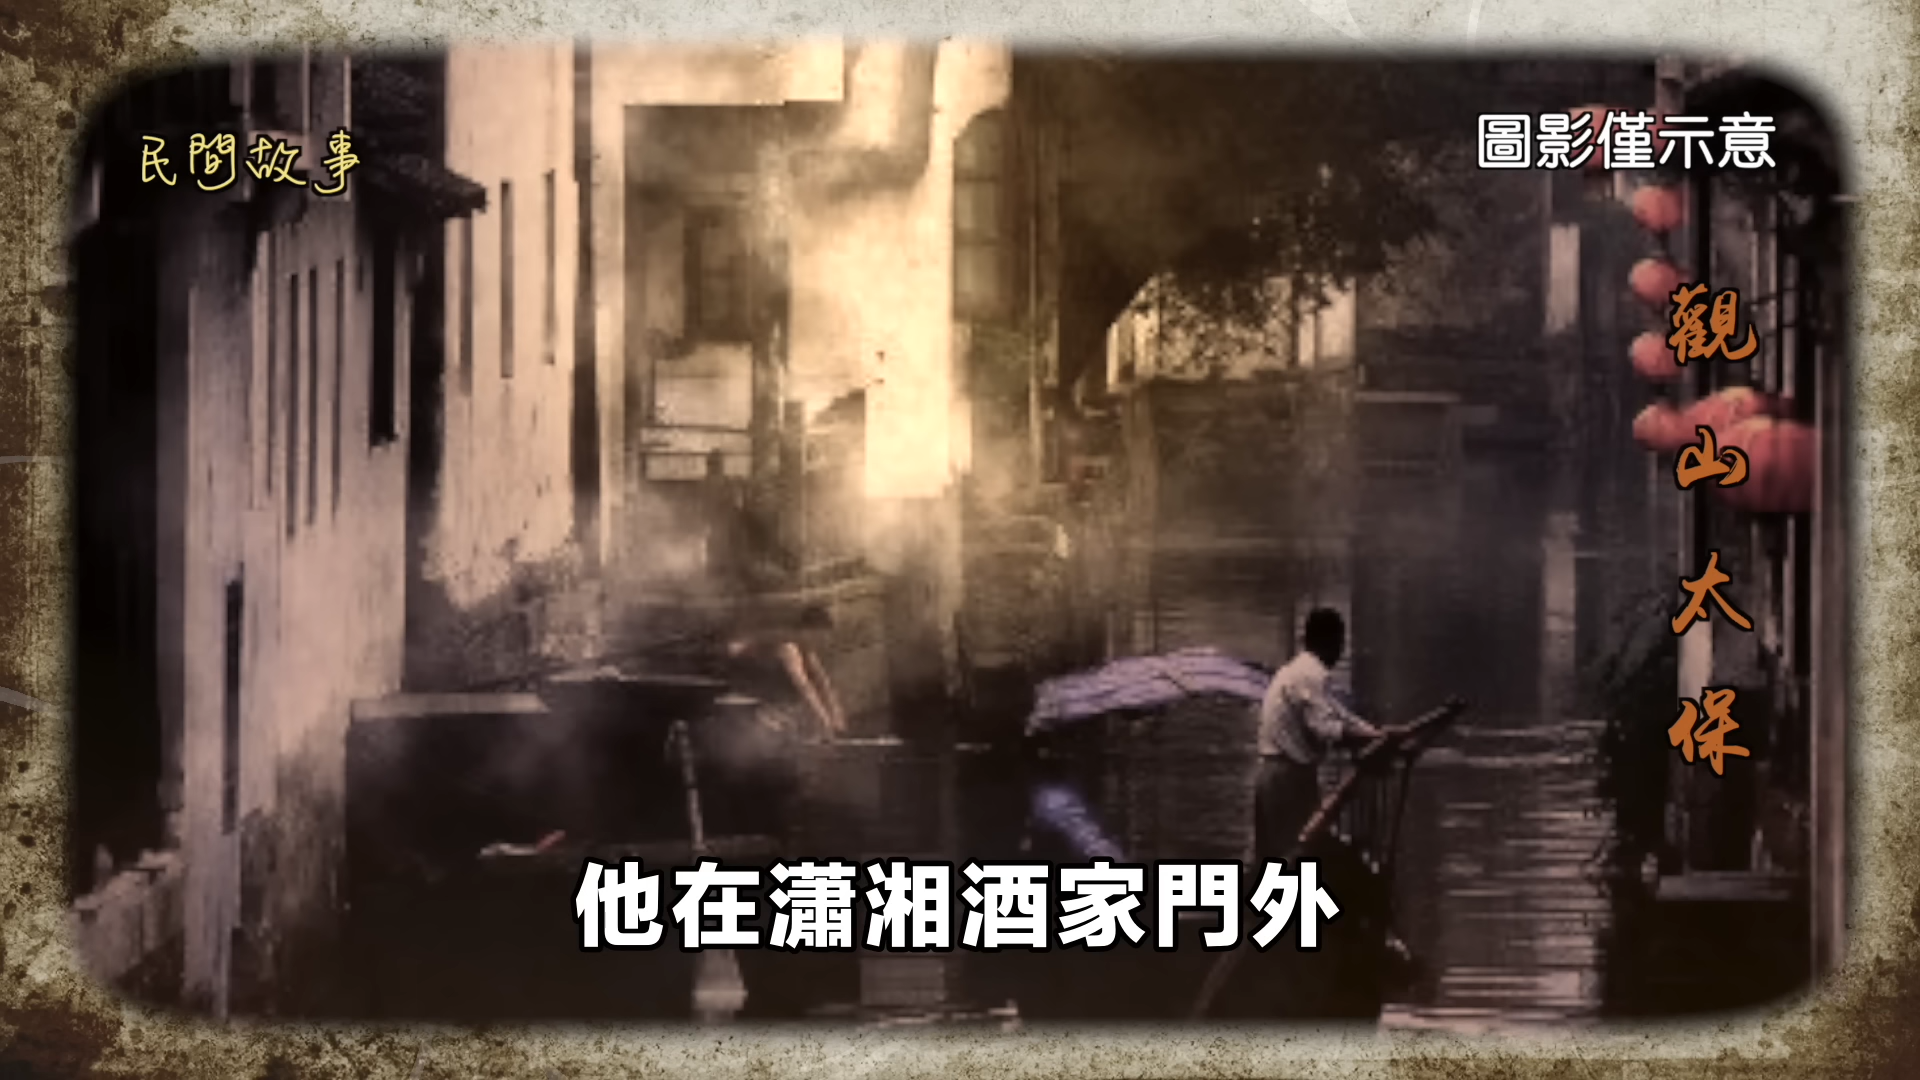 民間故事
圖影僅示意
觀山太保
他在瀟湘酒家門外